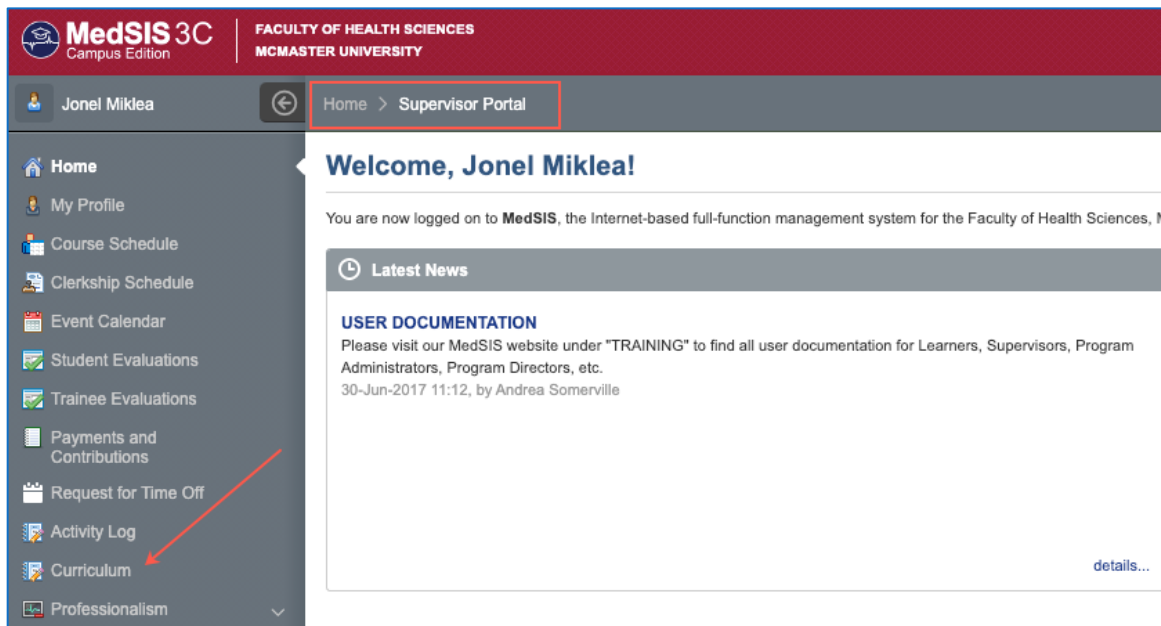 MedSIS 3C
Campus Edition
FACULTY OF HEALTH SCIENCES
MCMASTER UNIVERSITY
Jonel Miklea
Home > Supervisor Portal
Home
My Profile
Course Schedule
Clerkship Schedule
Event Calendar
Student Evaluations
Trainee Evaluations
Payments and
Contributions
Request for Time Off
Activity Log
Curriculum
Professionalism
Welcome, Jonel Miklea!
You are now logged on to MedSIS, the Internet-based full-function management system for the Faculty of Health Sciences,
Latest News
USER DOCUMENTATION
Please visit our MedSIS website under "TRAINING" to find all user documentation for Learners, Supervisors, Program
Administrators, Program Directors, etc.
30-Jun-2017 11:12, by Andrea Somerville
details...